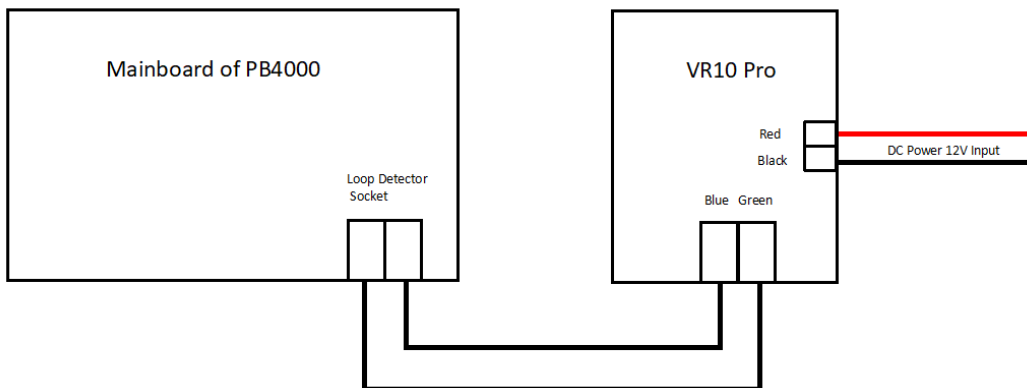 Mainboard of PB4000
VR10 Pro
Red
DC Power 12V Input
Black
Loop Detector
Socket
Blue Green